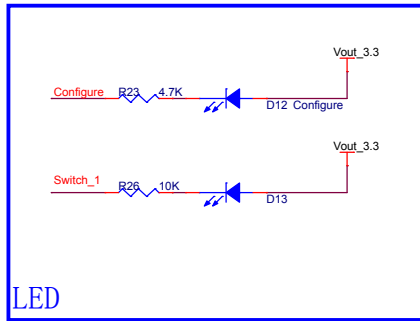 Vout_3.3
Configure R23 4.7K
D12 Configure
Vout_3.3
Switch_1 R26 10K
D13
LED